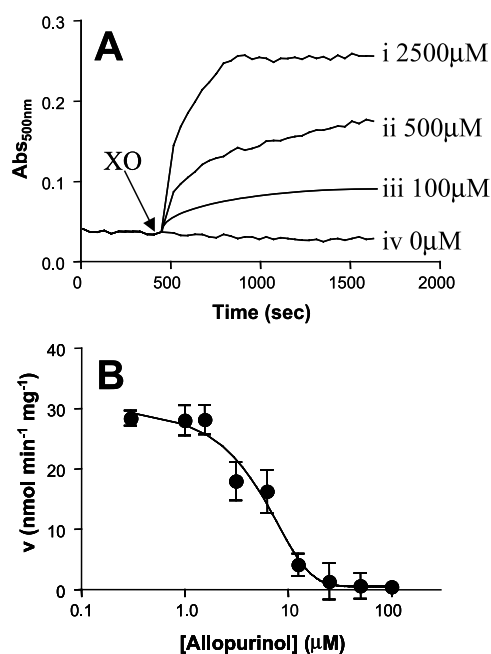 A
0.3
0.2
0.1
0.0
Abs500nm
XO
i 2500µM
ii 500µM
iii 100µM
iv 0µM
0 500 1000 1500 2000
Time (sec)
B
40
30
20
10
0
v (nmol min-1 mg-1)
0.1 1.0 10 100
[Allopurinol] (µM)